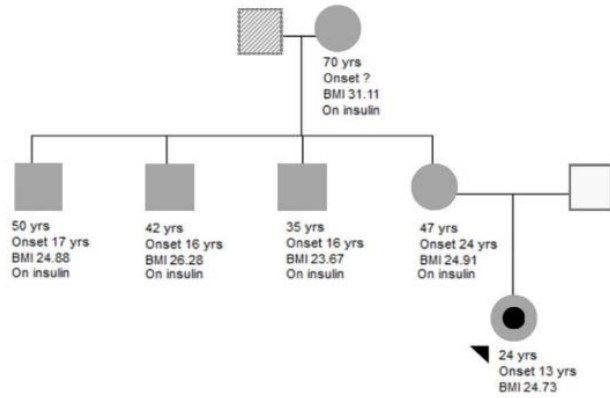 70 yrs
Onset ?
BMI 31.11
On insulin
50 yrs
Onset 17 yrs
BMI 24.88
On insulin
42 yrs
Onset 16 yrs
BMI 26.28
On insulin
35 yrs
Onset 16 yrs
BMI 23.67
On insulin
47 yrs
Onset 24 yrs
BMI 24.91
On insulin
24 yrs
Onset 13 yrs
BMI 24.73